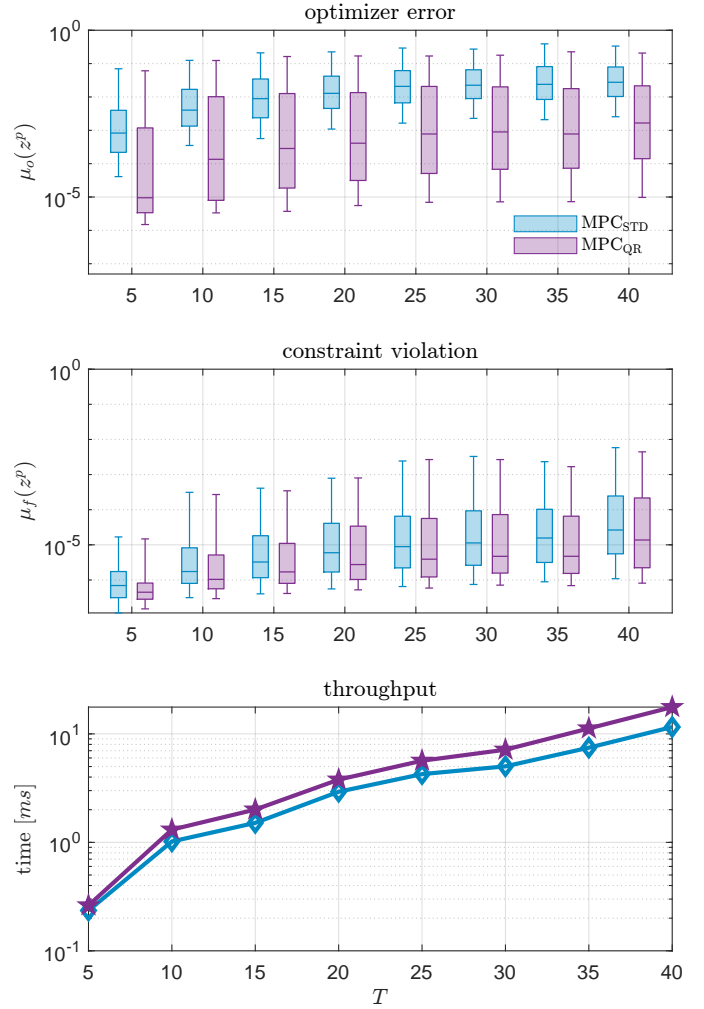 optimizer error
10^0
10^-5
μ_o(z^p)
MPC_STD
MPC_QR
5 10 15 20 25 30 35 40
constraint violation
10^0
10^-5
μ_f(z^p)
5 10 15 20 25 30 35 40
throughput
10^1
10^0
10^-1
time [ms]
5 10 15 20 25 30 35 40
T